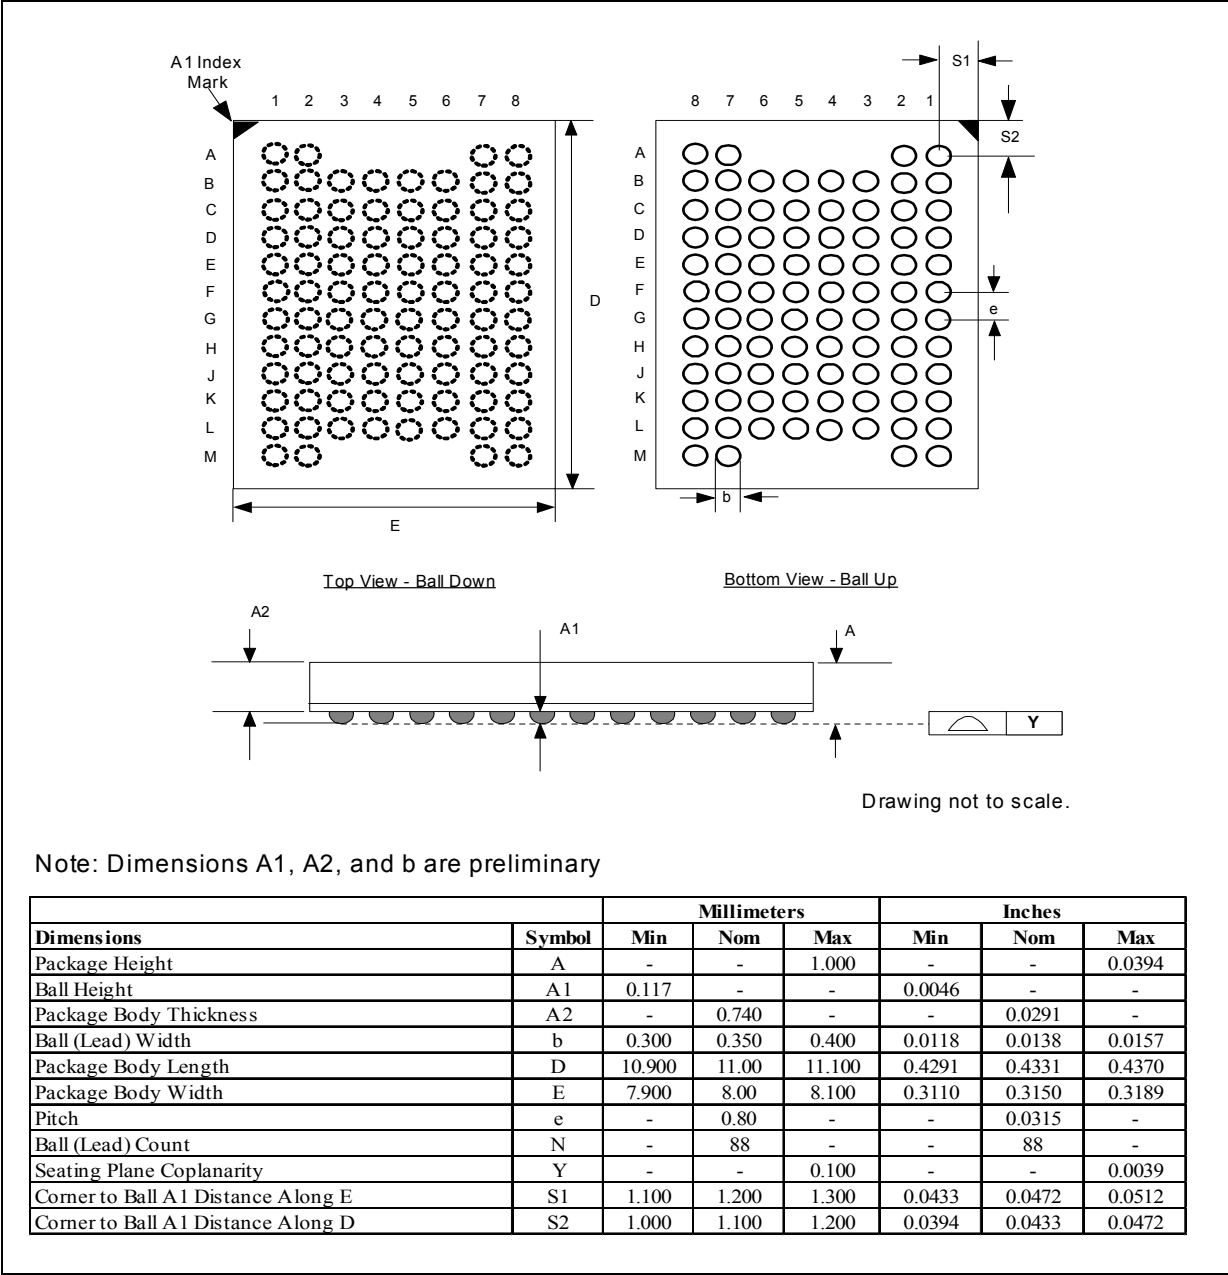 A1 Index
Mark
1 2 3 4 5 6 7 8
A
B
C
D
E
F
G
H
J
K
L
M
D
E
8 7 6 5 4 3 2 1
A
B
C
D
E
F
G
H
J
K
L
M
S1
S2
e
b
Top View - Ball Down
Bottom View - Ball Up
A2
A1
A
Y
Drawing not to scale.
Note: Dimensions A1, A2, and b are preliminary
Millimeters Inches
Dimensions Symbol Min Nom Max Min Nom Max
Package Height A - - 1.000 - - 0.0394
Ball Height A1 0.117 - - 0.0046 - -
Package Body Thickness A2 - 0.740 - - 0.0291 -
Ball (Lead) Width b 0.300 0.350 0.400 0.0118 0.0138 0.0157
Package Body Length D 10.900 11.00 11.100 0.4291 0.4331 0.4370
Package Body Width E 7.900 8.00 8.100 0.3110 0.3150 0.3189
Pitch e - 0.80 - - 0.0315 -
Ball (Lead) Count N - 88 - - 88 -
Seating Plane Coplanarity Y - - 0.100 - - 0.0039
Corner to Ball A1 Distance Along E S1 1.100 1.200 1.300 0.0433 0.0472 0.0512
Corner to Ball A1 Distance Along D S2 1.000 1.100 1.200 0.0394 0.0433 0.0472